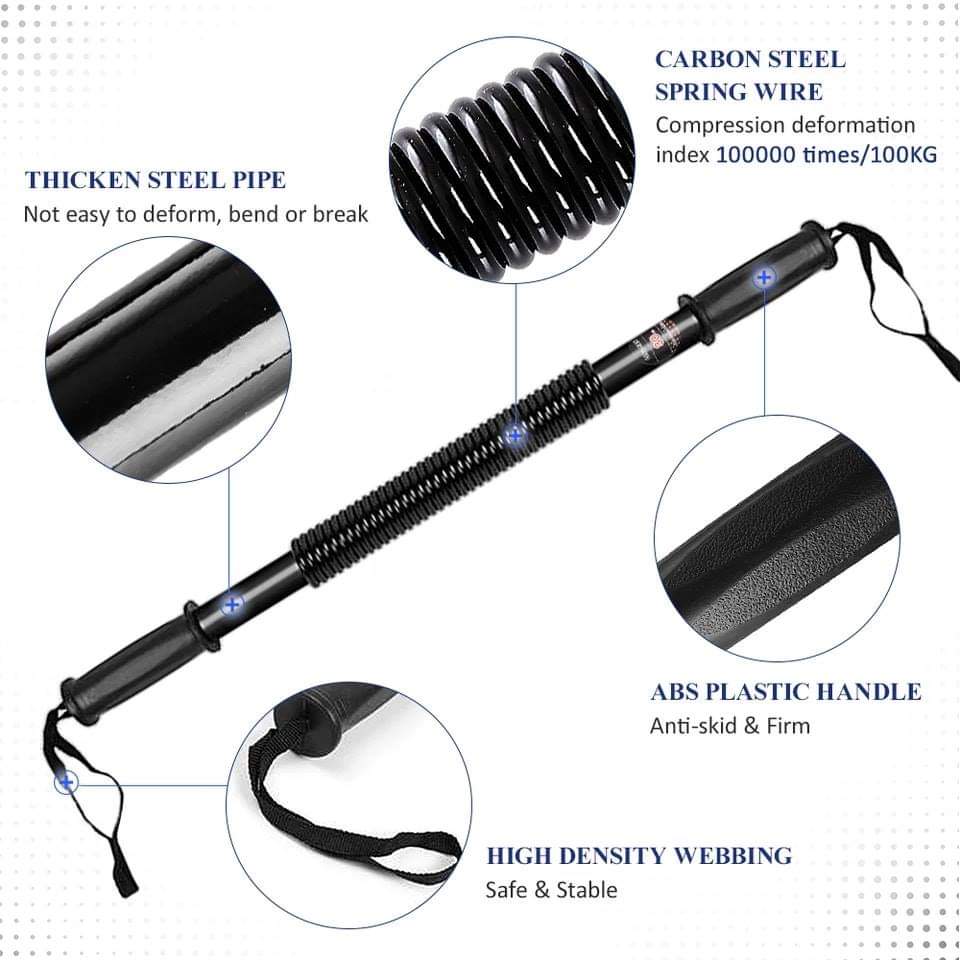 CARBON STEEL
SPRING WIRE
Compression deformation
index 100000 times/100KG
THICKEN STEEL PIPE
Not easy to deform, bend or break
ABS PLASTIC HANDLE
Anti-skid & Firm
HIGH DENSITY WEBBING
Safe & Stable